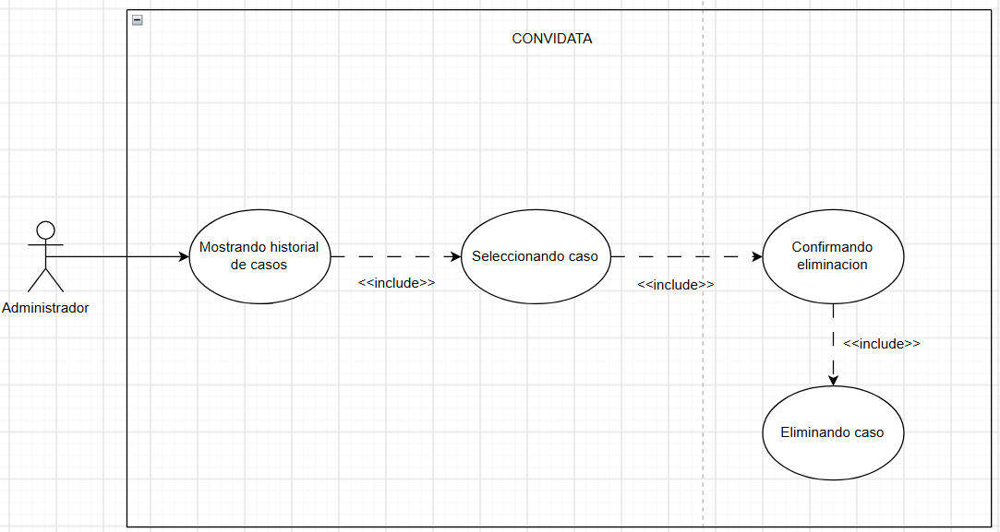 CONVIDATA
Mostrando historial
de casos
Seleccionando caso
Confirmando
eliminacion
<<include>>
<<include>>
Administrador
<<include>>
Eliminando caso